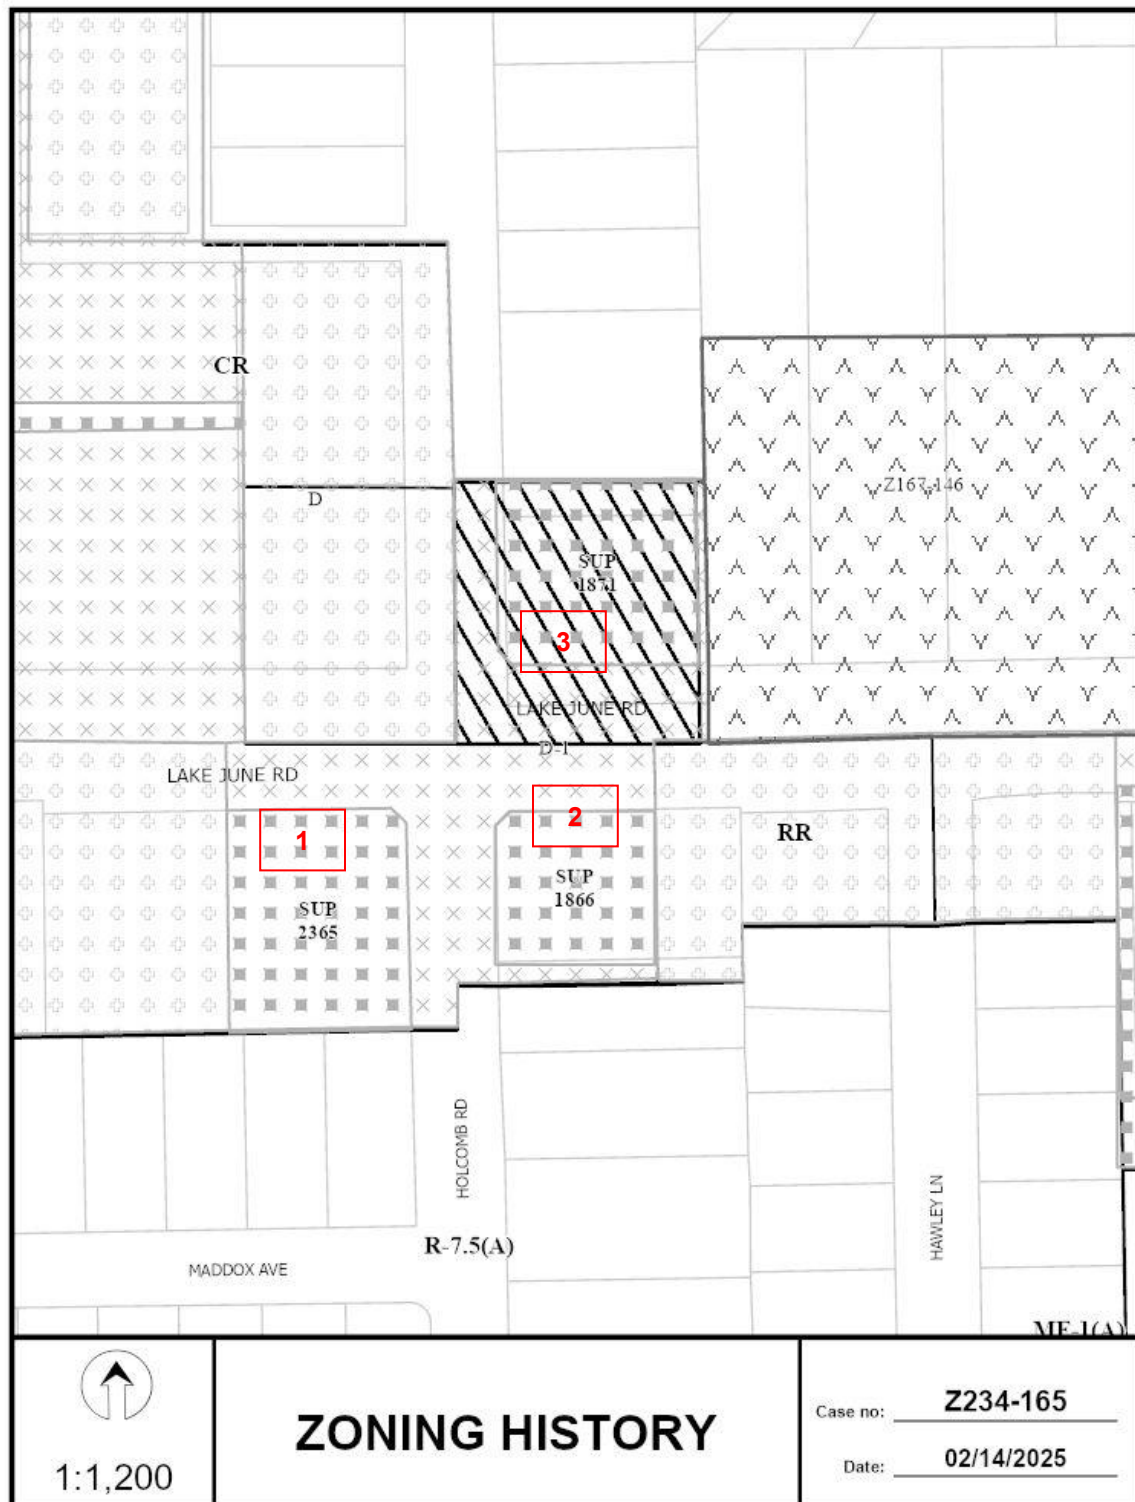 CR
D
Z167-146
SUP
1871
3
LAKE JUNE RD
D-1
LAKE JUNE RD
1
2
RR
SUP
2365
SUP
1866
HOLCOMB RD
HAWLEY LN
R-7.5(A)
MADDOX AVE
MF-1(A)
1:1,200
ZONING HISTORY
Case no: Z234-165
Date: 02/14/2025